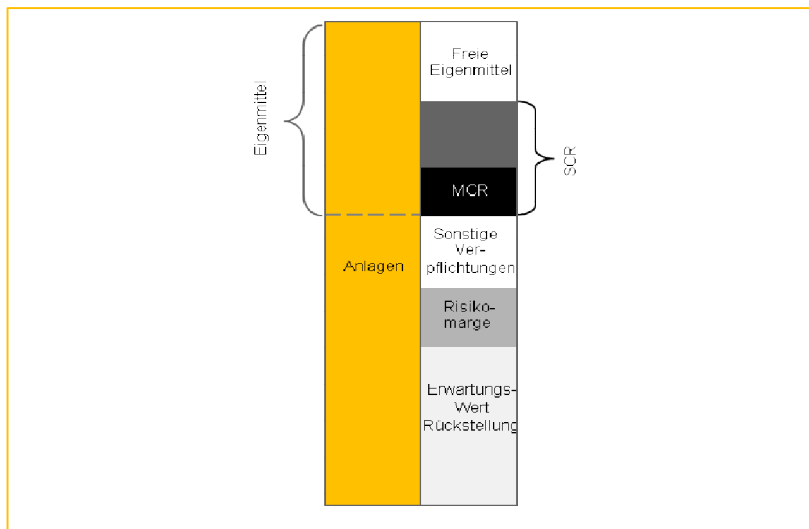 Freie
Eigenmittel
Eigenmittel
SCR
MCR
Sonstige
Ver-
pflichtungen
Anlagen
Risiko-
marge
Erwartungs-
Wert
Rückstellung